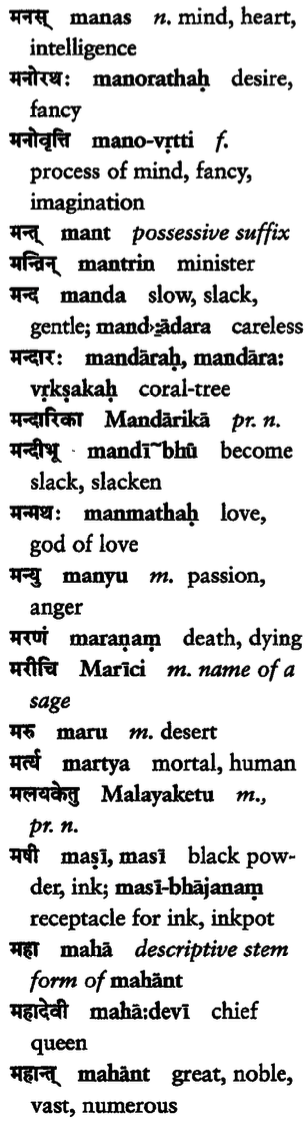 मनस् manas n. mind, heart,
intelligence
मनोरथः manorathaḥ desire,
fancy
मनोवृत्ति mano-vṛtti f.
process of mind, fancy,
imagination
मन्त् mant possessive suffix
मन्त्रिन् mantrin minister
मन्द manda slow, slack,
gentle; mand›‿ādara careless
मन्दारः mandāraḥ, mandāra:
vṛkṣakaḥ coral-tree
मन्दारिका Mandārikā pr. n.
मन्दीभू mandī~bhū become
slack, slacken
मन्मथः manmathaḥ love,
god of love
मन्यु manyu m. passion,
anger
मरणं maraṇaṃ death, dying
मरीचि Marīci m. name of a
sage
मरु maru m. desert
मर्त्य martya mortal, human
मलयकेतु Malayaketu m.,
pr. n.
मषी maṣī, masī black pow-
der, ink; masī-bhājanaṃ
receptacle for ink, inkpot
महा mahā descriptive stem
form of mahānt
महादेवी mahā:devī chief
queen
महान्त् mahānt great, noble,
vast, numerous